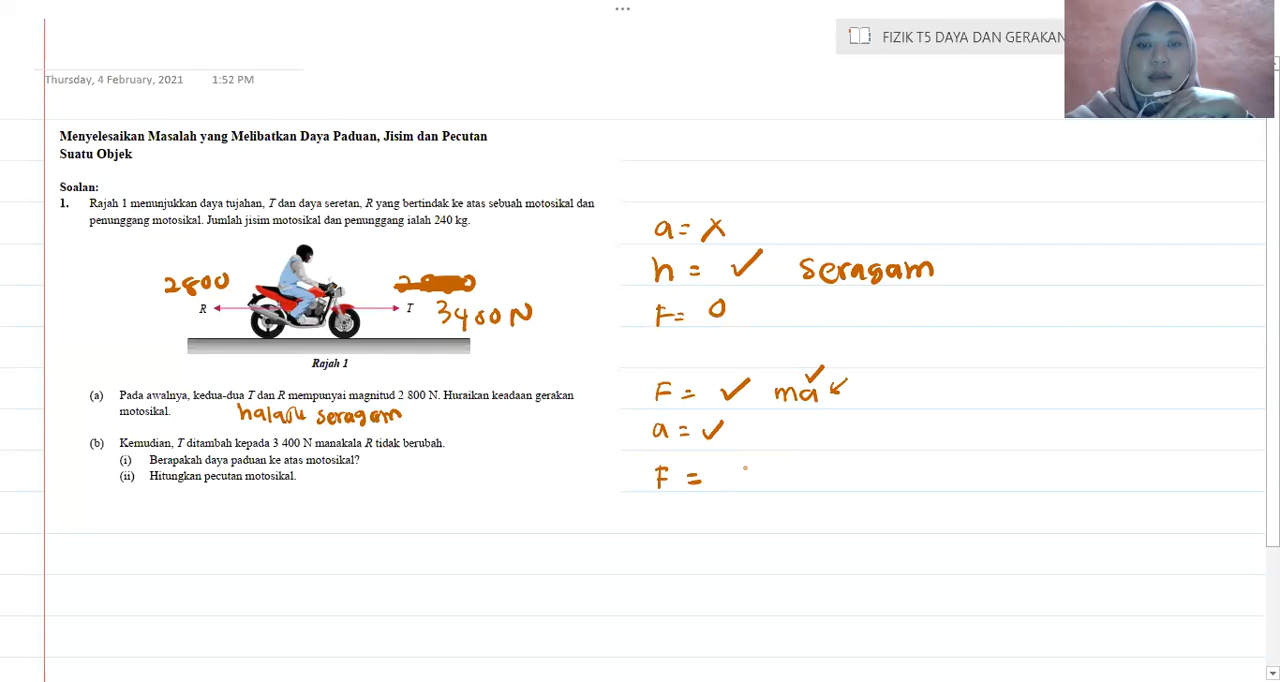 FIZIK T5 DAYA DAN GERAKAN
Thursday, 4 February, 2021 1:52 PM
Menyelesaikan Masalah yang Melibatkan Daya Paduan, Jisim dan Pecutan
Suatu Objek
Soalan:
1. Rajah 1 menunjukkan daya tujahan, T dan daya seretan, R yang bertindak ke atas sebuah motosikal dan
penunggang motosikal. Jumlah jisim motosikal dan penunggang ialah 240 kg.
2800
R
T
3400 N
Rajah 1
(a) Pada awalnya, kedua-dua T dan R mempunyai magnitud 2 800 N. Huraikan keadaan gerakan
motosikal.
halaju seragam
(b) Kemudian, T ditambah kepada 3 400 N manakala R tidak berubah.
(i) Berapakah daya paduan ke atas motosikal?
(ii) Hitungkan pecutan motosikal.
a = ✗
h = ✓ seragam
F = 0
F = ✓ ma ✓
a = ✓
F =